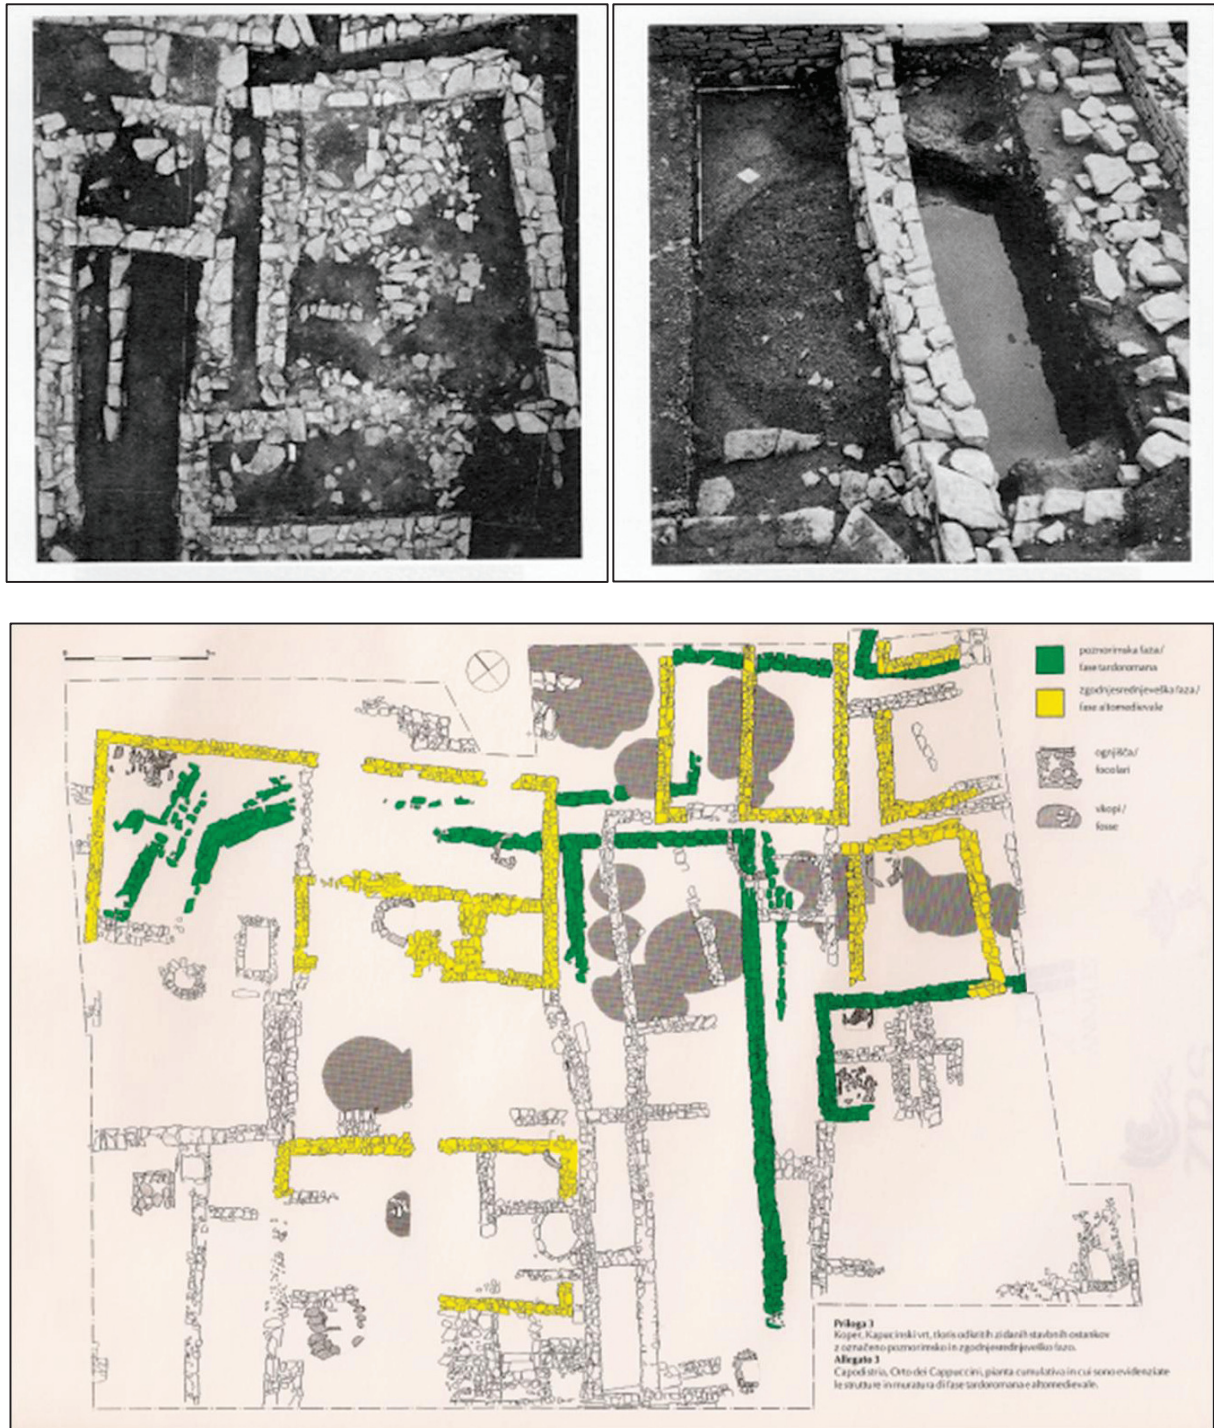 0 5m
poznorimska faza /
fase tardoromana
zgodnjesrednjeveška faza /
fase altomedievale
ognjišča /
focolari
vkopi /
fosse
Priloga 3
Koper, Kapucinski vrt, tloris odkritih zidanih stavbnih ostankov
z označeno poznorimsko in zgodnjesrednjeveško fazo.
Allegato 3
Capodistria, Orto dei Cappuccini, pianta cumulativa in cui sono evidenziate
le strutture in muratura di fase tardoromana e altomedievale.